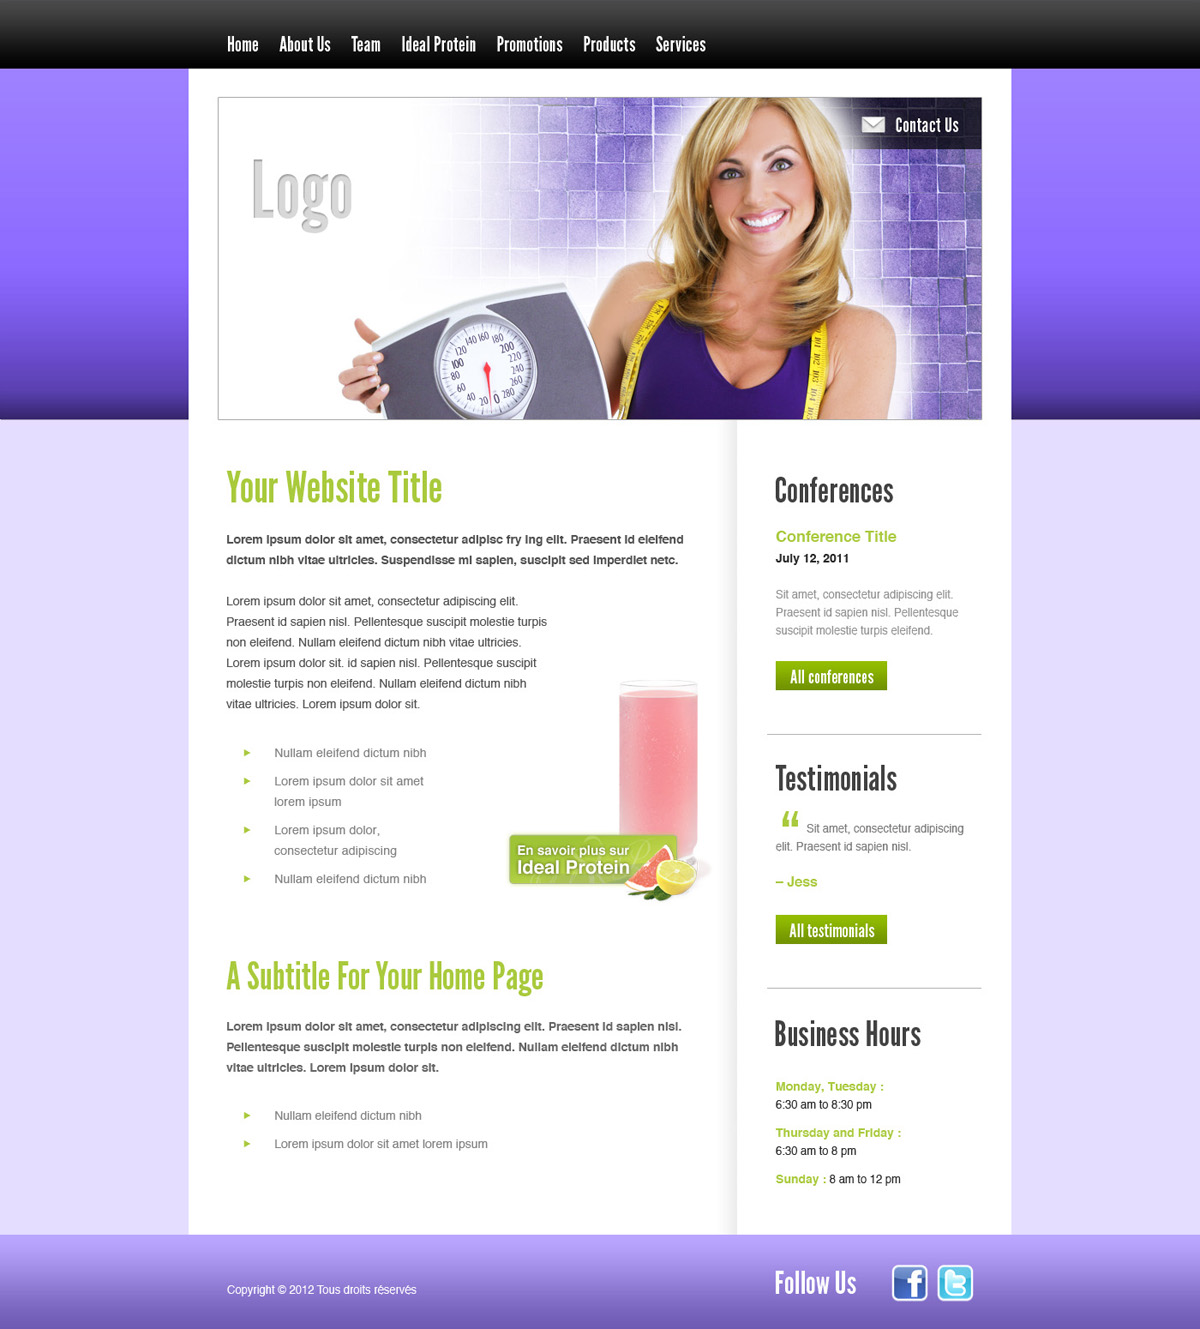 Home About Us Team Ideal Protein Promotions Products Services
Contact Us
Logo
140 160 180
120 200
100 220
80 240
60 260
40 280
20 0
Your Website Title
Lorem ipsum dolor sit amet, consectetur adipisc fry ing elit. Praesent id eleifend
dictum nibh vitae ultricies. Suspendisse mi sapien, suscipit sed imperdiet netc.
Lorem ipsum dolor sit amet, consectetur adipiscing elit.
Praesent id sapien nisl. Pellentesque suscipit molestie turpis
non eleifend. Nullam eleifend dictum nibh vitae ultricies.
Lorem ipsum dolor sit. id sapien nisl. Pellentesque suscipit
molestie turpis non eleifend. Nullam eleifend dictum nibh
vitae ultricies. Lorem ipsum dolor sit.
Nullam eleifend dictum nibh
Lorem ipsum dolor sit amet
lorem ipsum
Lorem ipsum dolor,
consectetur adipiscing
Nullam eleifend dictum nibh
En savoir plus sur
Ideal Protein
A Subtitle For Your Home Page
Lorem ipsum dolor sit amet, consectetur adipiscing elit. Praesent id sapien nisl.
Pellentesque suscipit molestie turpis non eleifend. Nullam eleifend dictum nibh
vitae ultricies. Lorem ipsum dolor sit.
Nullam eleifend dictum nibh
Lorem ipsum dolor sit amet lorem ipsum
Conferences
Conference Title
July 12, 2011
Sit amet, consectetur adipiscing elit.
Praesent id sapien nisl. Pellentesque
suscipit molestie turpis eleifend.
All conferences
Testimonials
“ Sit amet, consectetur adipiscing
elit. Praesent id sapien nisl.
– Jess
All testimonials
Business Hours
Monday, Tuesday :
6:30 am to 8:30 pm
Thursday and Friday :
6:30 am to 8 pm
Sunday : 8 am to 12 pm
Copyright © 2012 Tous droits réservés
Follow Us f t